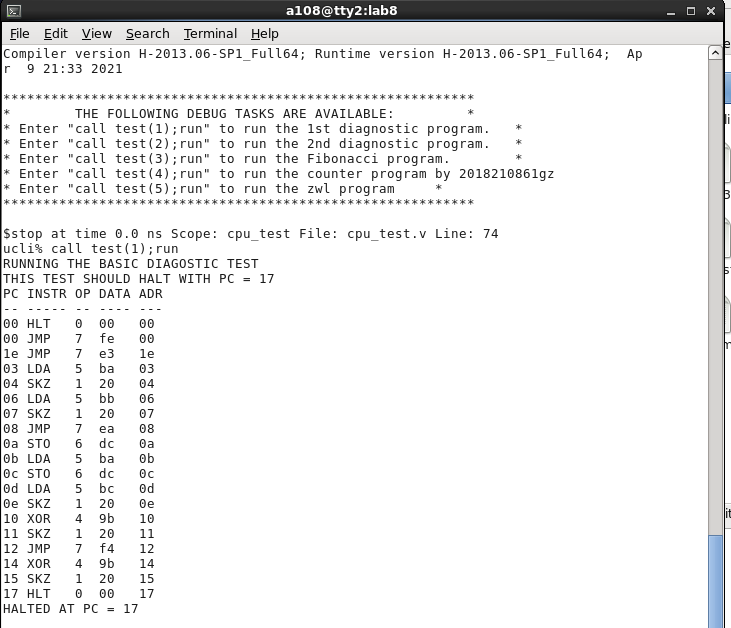 a108@tty2:lab8
File Edit View Search Terminal Help
Compiler version H-2013.06-SP1_Full64; Runtime version H-2013.06-SP1_Full64;  Ap
r  9 21:33 2021
***********************************************************
*        THE FOLLOWING DEBUG TASKS ARE AVAILABLE:         *
* Enter "call test(1);run" to run the 1st diagnostic program.   *
* Enter "call test(2);run" to run the 2nd diagnostic program.   *
* Enter "call test(3);run" to run the Fibonacci program.        *
* Enter "call test(4);run" to run the counter program by 2018210861gz
* Enter "call test(5);run" to run the zwl program     *
***********************************************************
$stop at time 0.0 ns Scope: cpu_test File: cpu_test.v Line: 74
ucli% call test(1);run
RUNNING THE BASIC DIAGOSTIC TEST
THIS TEST SHOULD HALT WITH PC = 17
PC INSTR OP DATA ADR
-- ----- -- ---- ---
00 HLT   0  00   00
00 JMP   7  fe   00
1e JMP   7  e3   1e
03 LDA   5  ba   03
04 SKZ   1  20   04
06 LDA   5  bb   06
07 SKZ   1  20   07
08 JMP   7  ea   08
0a STO   6  dc   0a
0b LDA   5  ba   0b
0c STO   6  dc   0c
0d LDA   5  bc   0d
0e SKZ   1  20   0e
10 XOR   4  9b   10
11 SKZ   1  20   11
12 JMP   7  f4   12
14 XOR   4  9b   14
15 SKZ   1  20   15
17 HLT   0  00   17
HALTED AT PC = 17